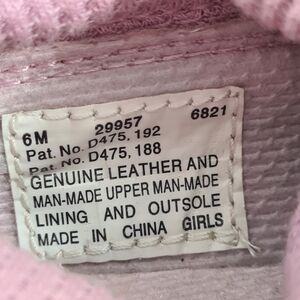 6M 29957 6821
Pat. No. D475, 192
Pat. No. D475, 188
GENUINE LEATHER AND
MAN-MADE UPPER MAN-MADE
LINING AND OUTSOLE
MADE IN CHINA GIRLS